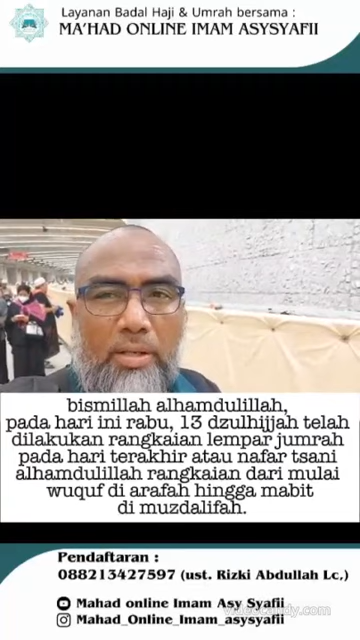 Layanan Badal Haji & Umrah bersama :
MA'HAD ONLINE IMAM ASYSYAFII
bismillah alhamdulillah,
pada hari ini rabu, 13 dzulhijjah telah
dilakukan rangkaian lempar jumrah
pada hari terakhir atau nafar tsani
alhamdulillah rangkaian dari mulai
wuquf di arafah hingga mabit
di muzdalifah.
Pendaftaran :
088213427597 (ust. Rizki Abdullah Lc,)
Mahad online Imam Asy Syafii
Mahad_Online_Imam_asysyafii